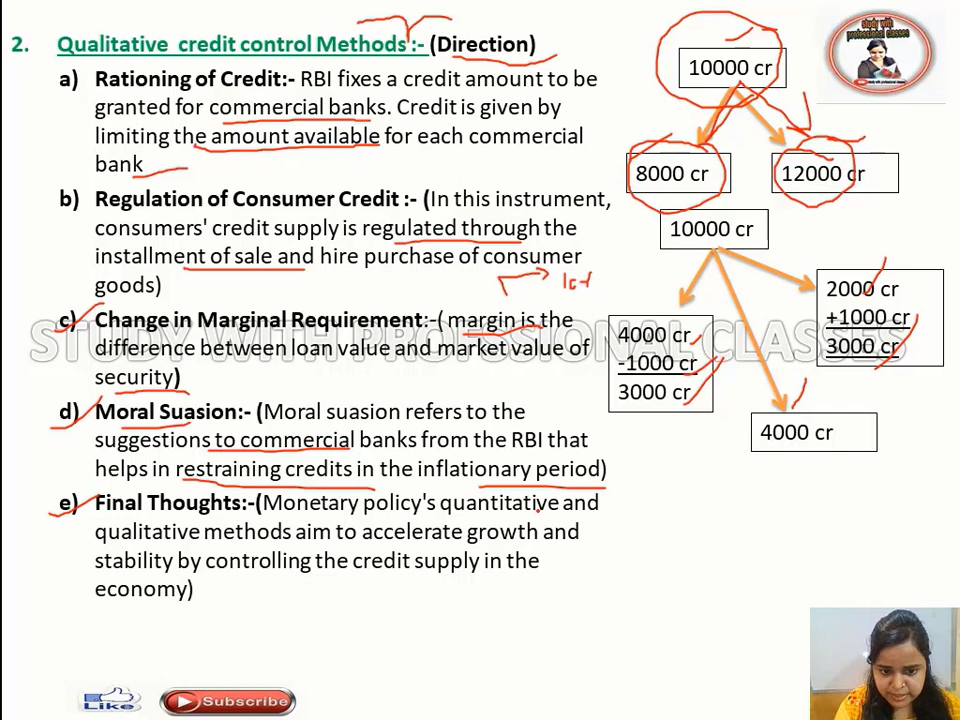 2. Qualitative credit control Methods :- (Direction)
a) Rationing of Credit:- RBI fixes a credit amount to be
granted for commercial banks. Credit is given by
limiting the amount available for each commercial
bank
b) Regulation of Consumer Credit :- (In this instrument,
consumers' credit supply is regulated through the
installment of sale and hire purchase of consumer
goods)
c) Change in Marginal Requirement:-( margin is the
difference between loan value and market value of
security)
d) Moral Suasion:- (Moral suasion refers to the
suggestions to commercial banks from the RBI that
helps in restraining credits in the inflationary period)
e) Final Thoughts:-(Monetary policy's quantitative and
qualitative methods aim to accelerate growth and
stability by controlling the credit supply in the
economy)
10000 cr
8000 cr
12000 cr
10000 cr
4000 cr
-1000 cr
3000 cr
4000 cr
2000 cr
+1000 cr
3000 cr
STUDY WITH PROFESSIONAL CLASSES
study with
professional classes
Like
Subscribe